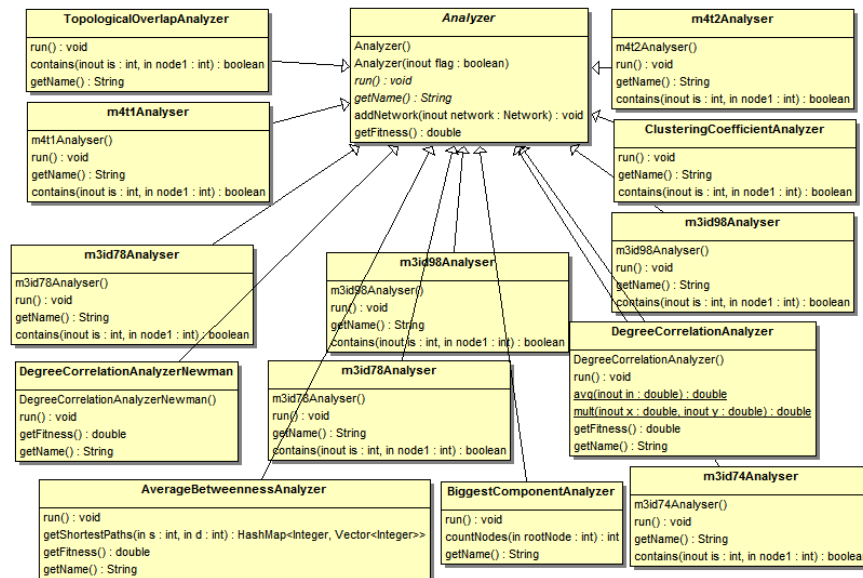 TopologicalOverlapAnalyzer
run() : void
contains(inout is : int, in node1 : int) : boolean
getName() : String
Analyzer
Analyzer()
Analyzer(inout flag : boolean)
run() : void
getName() : String
addNetwork(inout network : Network) : void
getFitness() : double
m4t2Analyser
m4t2Analyser()
run() : void
getName() : String
contains(inout is : int, in node1 : int) : boolean
m4t1Analyser
m4t1Analyser()
run() : void
getName() : String
contains(inout is : int, in node1 : int) : boolean
ClusteringCoefficientAnalyzer
run() : void
getName() : String
contains(inout is : int, in node1 : int) : boolean
m3id98Analyser
m3id98Analyser()
run() : void
getName() : String
contains(inout is : int, in node1 : int) : boolean
m3id78Analyser
m3id78Analyser()
run() : void
getName() : String
contains(inout is : int, in node1 : int) : boolean
m3id98Analyser
m3id98Analyser()
run() : void
getName() : String
contains(inout is : int, in node1 : int) : boolean
DegreeCorrelationAnalyzer
DegreeCorrelationAnalyzer()
run() : void
avg(inout in : double) : double
mult(inout x : double, inout y : double) : double
getFitness() : double
getName() : String
DegreeCorrelationAnalyzerNewman
DegreeCorrelationAnalyzerNewman()
run() : void
getFitness() : double
getName() : String
m3id78Analyser
m3id78Analyser()
run() : void
getName() : String
contains(inout is : int, in node1 : int) : boolean
AverageBetweennessAnalyzer
run() : void
getShortestPaths(in s : int, in d : int) : HashMap<Integer, Vector<Integer>>
getFitness() : double
getName() : String
BiggestComponentAnalyzer
run() : void
countNodes(in rootNode : int) : int
getName() : String
m3id74Analyser
m3id74Analyser()
run() : void
getName() : String
contains(inout is : int, in node1 : int) : boolean